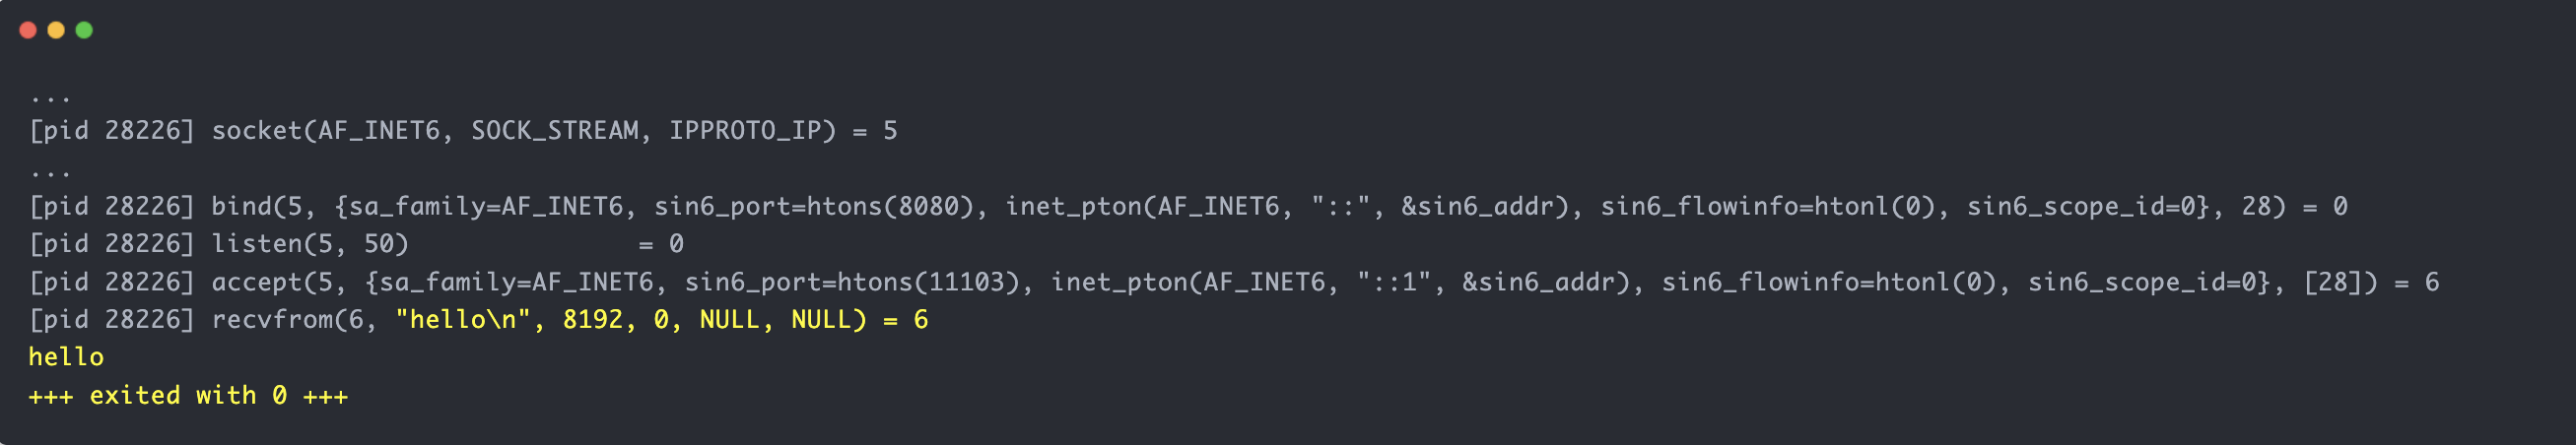 ...
[pid 28226] socket(AF_INET6, SOCK_STREAM, IPPROTO_IP) = 5
...
[pid 28226] bind(5, {sa_family=AF_INET6, sin6_port=htons(8080), inet_pton(AF_INET6, "::", &sin6_addr), sin6_flowinfo=htonl(0), sin6_scope_id=0}, 28) = 0
[pid 28226] listen(5, 50)               = 0
[pid 28226] accept(5, {sa_family=AF_INET6, sin6_port=htons(11103), inet_pton(AF_INET6, "::1", &sin6_addr), sin6_flowinfo=htonl(0), sin6_scope_id=0}, [28]) = 6
[pid 28226] recvfrom(6, "hello\n", 8192, 0, NULL, NULL) = 6
hello
+++ exited with 0 +++